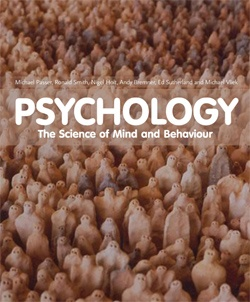 Michael Passer, Ronald Smith, Nigel Holt, Andy Bremner, Ed Sutherland and Michael Vliek
PSYCHOLOGY
The Science of Mind and Behaviour